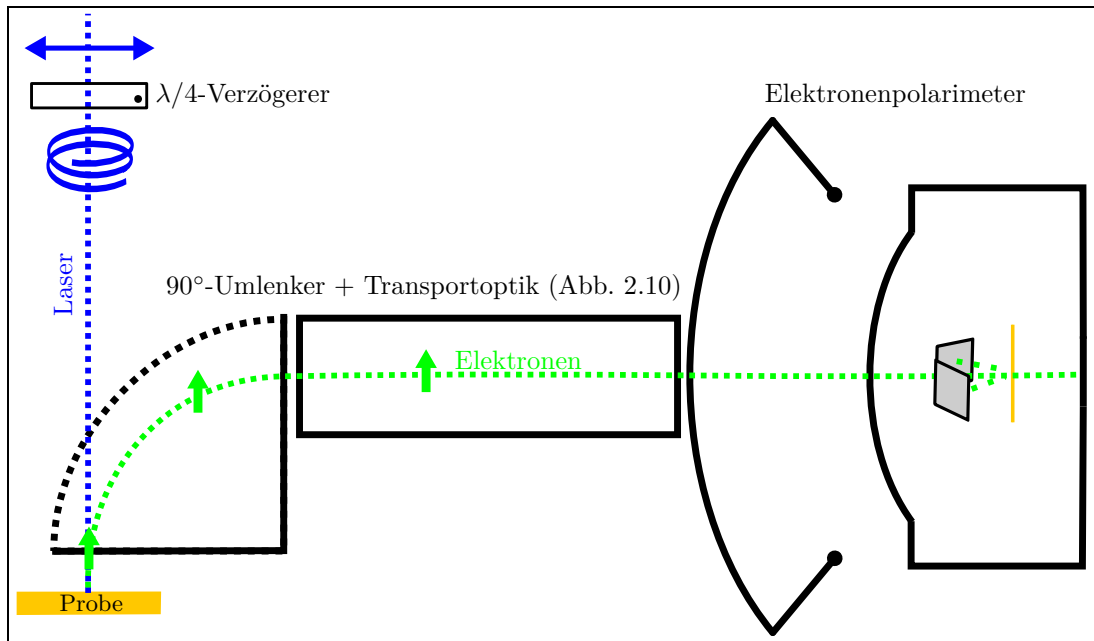 λ/4-Verzögerer
Elektronenpolarimeter
Laser
90°-Umlenker + Transportoptik (Abb. 2.10)
Elektronen
Probe